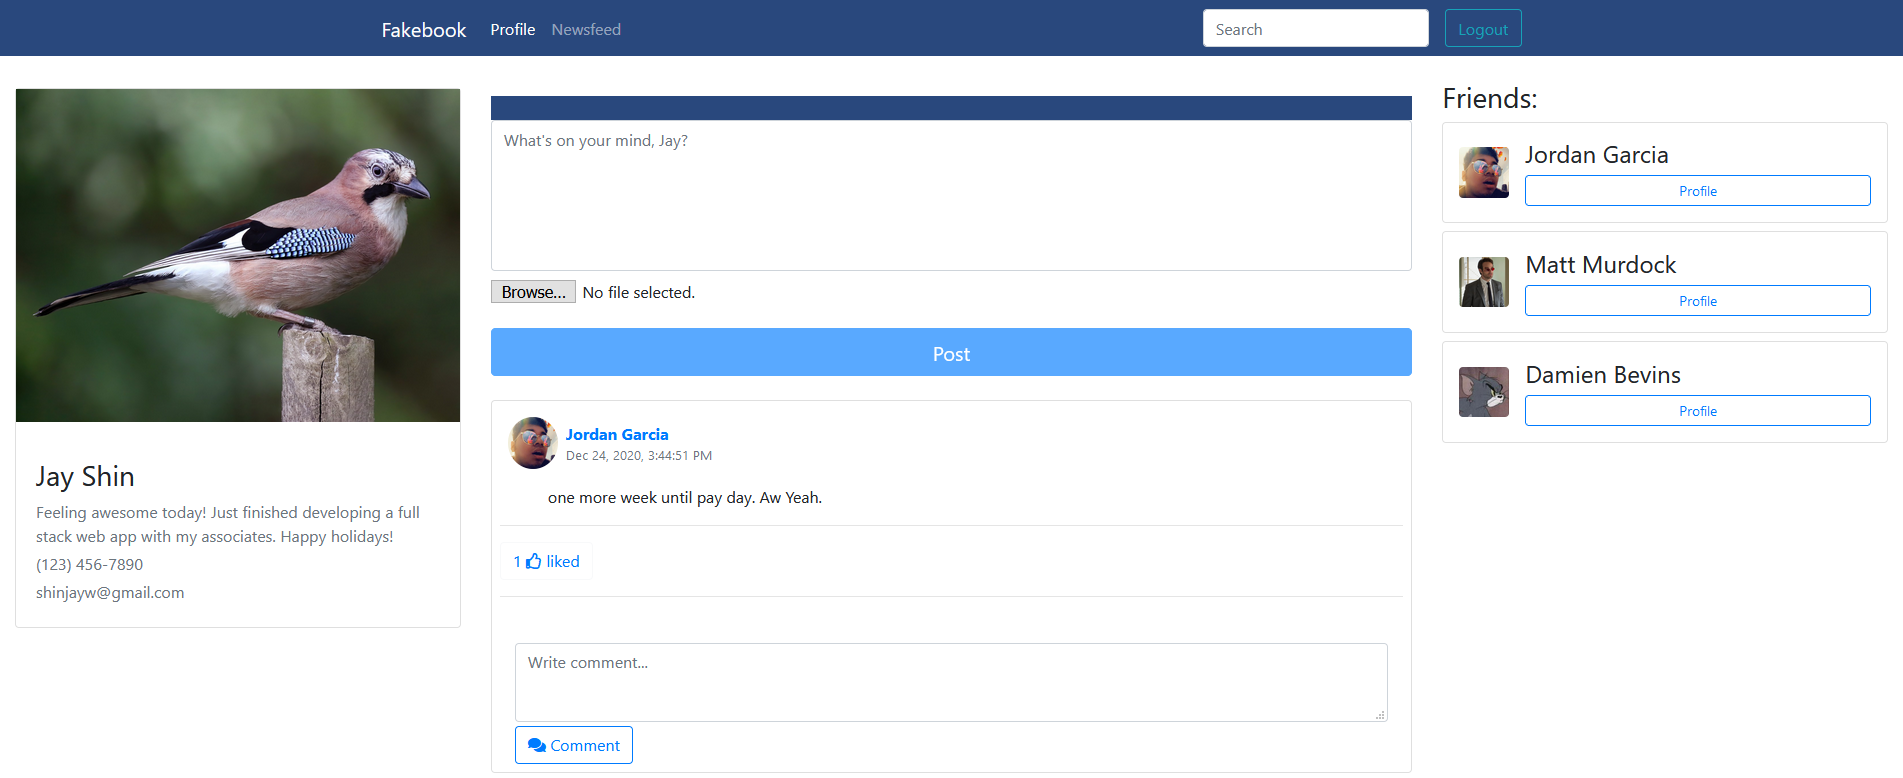 Fakebook Profile Newsfeed Search Logout
Jay Shin
Feeling awesome today! Just finished developing a full
stack web app with my associates. Happy holidays!
(123) 456-7890
shinjayw@gmail.com
What's on your mind, Jay?
Browse... No file selected.
Post
Jordan Garcia
Dec 24, 2020, 3:44:51 PM
one more week until pay day. Aw Yeah.
1 liked
Write comment...
Comment
Friends:
Jordan Garcia
Profile
Matt Murdock
Profile
Damien Bevins
Profile